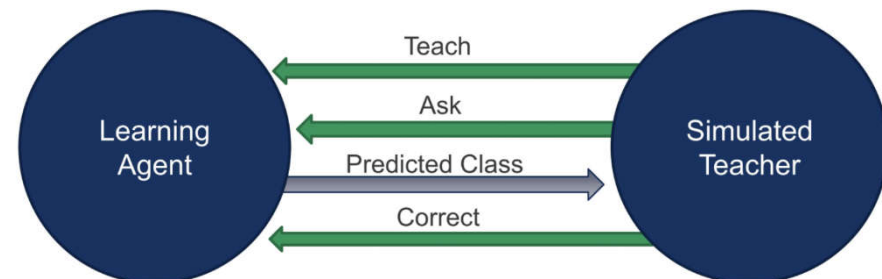 Teach
Ask
Learning
Agent
Simulated
Teacher
Predicted Class
Correct